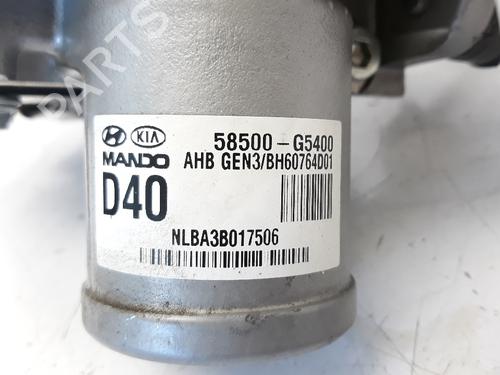 KIA
58500-G5400
MANDO
AHB GEN3/BH60764D01
D40
NLBA3B017506